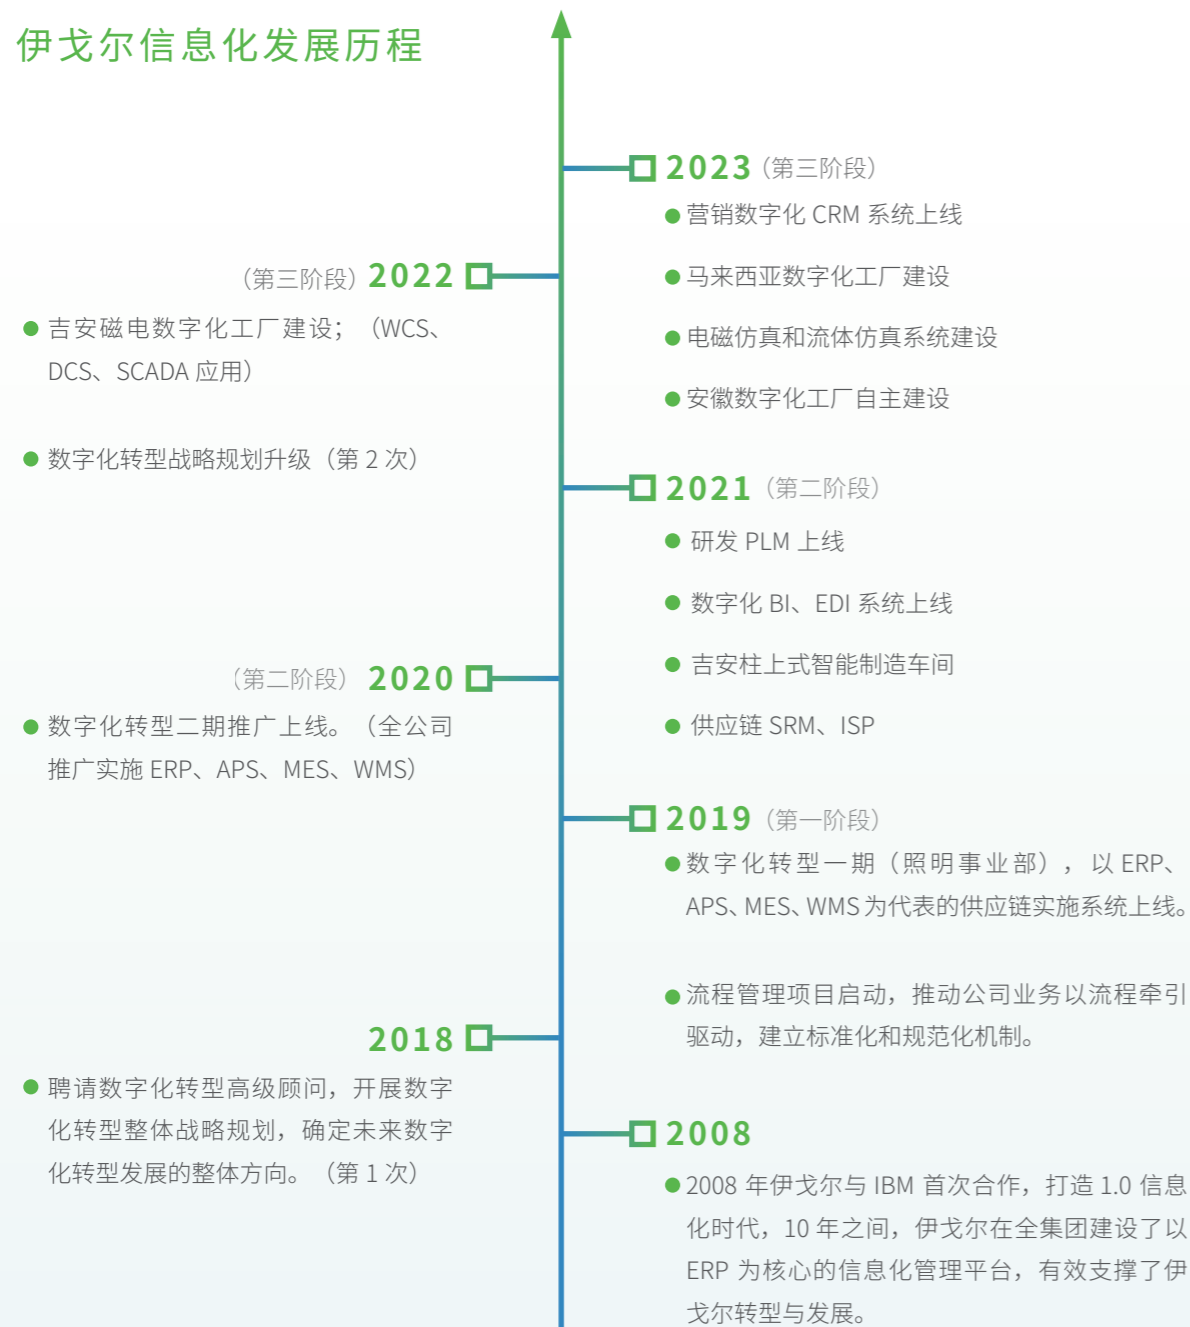 伊戈尔信息化发展历程
2023（第三阶段）
营销数字化 CRM 系统上线
马来西亚数字化工厂建设
电磁仿真和流体仿真系统建设
安徽数字化工厂自主建设
（第三阶段）2022
吉安磁电数字化工厂建设；（WCS、
DCS、SCADA 应用）
数字化转型战略规划升级（第 2 次）
2021（第二阶段）
研发 PLM 上线
数字化 BI、EDI 系统上线
吉安柱上式智能制造车间
供应链 SRM、ISP
（第二阶段）2020
数字化转型二期推广上线。（全公司
推广实施 ERP、APS、MES、WMS）
2019（第一阶段）
数字化转型一期（照明事业部），以 ERP、
APS、MES、WMS 为代表的供应链实施系统上线。
流程管理项目启动，推动公司业务以流程牵引
驱动，建立标准化和规范化机制。
2018
聘请数字化转型高级顾问，开展数字
化转型整体战略规划，确定未来数字
化转型发展的整体方向。（第 1 次）
2008
2008 年伊戈尔与 IBM 首次合作，打造 1.0 信息
化时代，10 年之间，伊戈尔在全集团建设了以
ERP 为核心的信息化管理平台，有效支撑了伊
戈尔转型与发展。